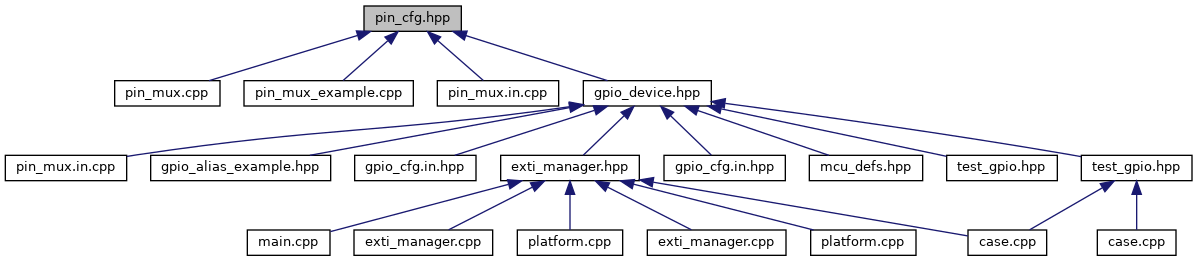 pin_cfg.hpp
pin_mux.cpp
pin_mux_example.cpp
pin_mux.in.cpp
gpio_device.hpp
pin_mux.in.cpp
gpio_alias_example.hpp
gpio_cfg.in.hpp
exti_manager.hpp
gpio_cfg.in.hpp
mcu_defs.hpp
test_gpio.hpp
test_gpio.hpp
main.cpp
exti_manager.cpp
platform.cpp
exti_manager.cpp
platform.cpp
case.cpp
case.cpp